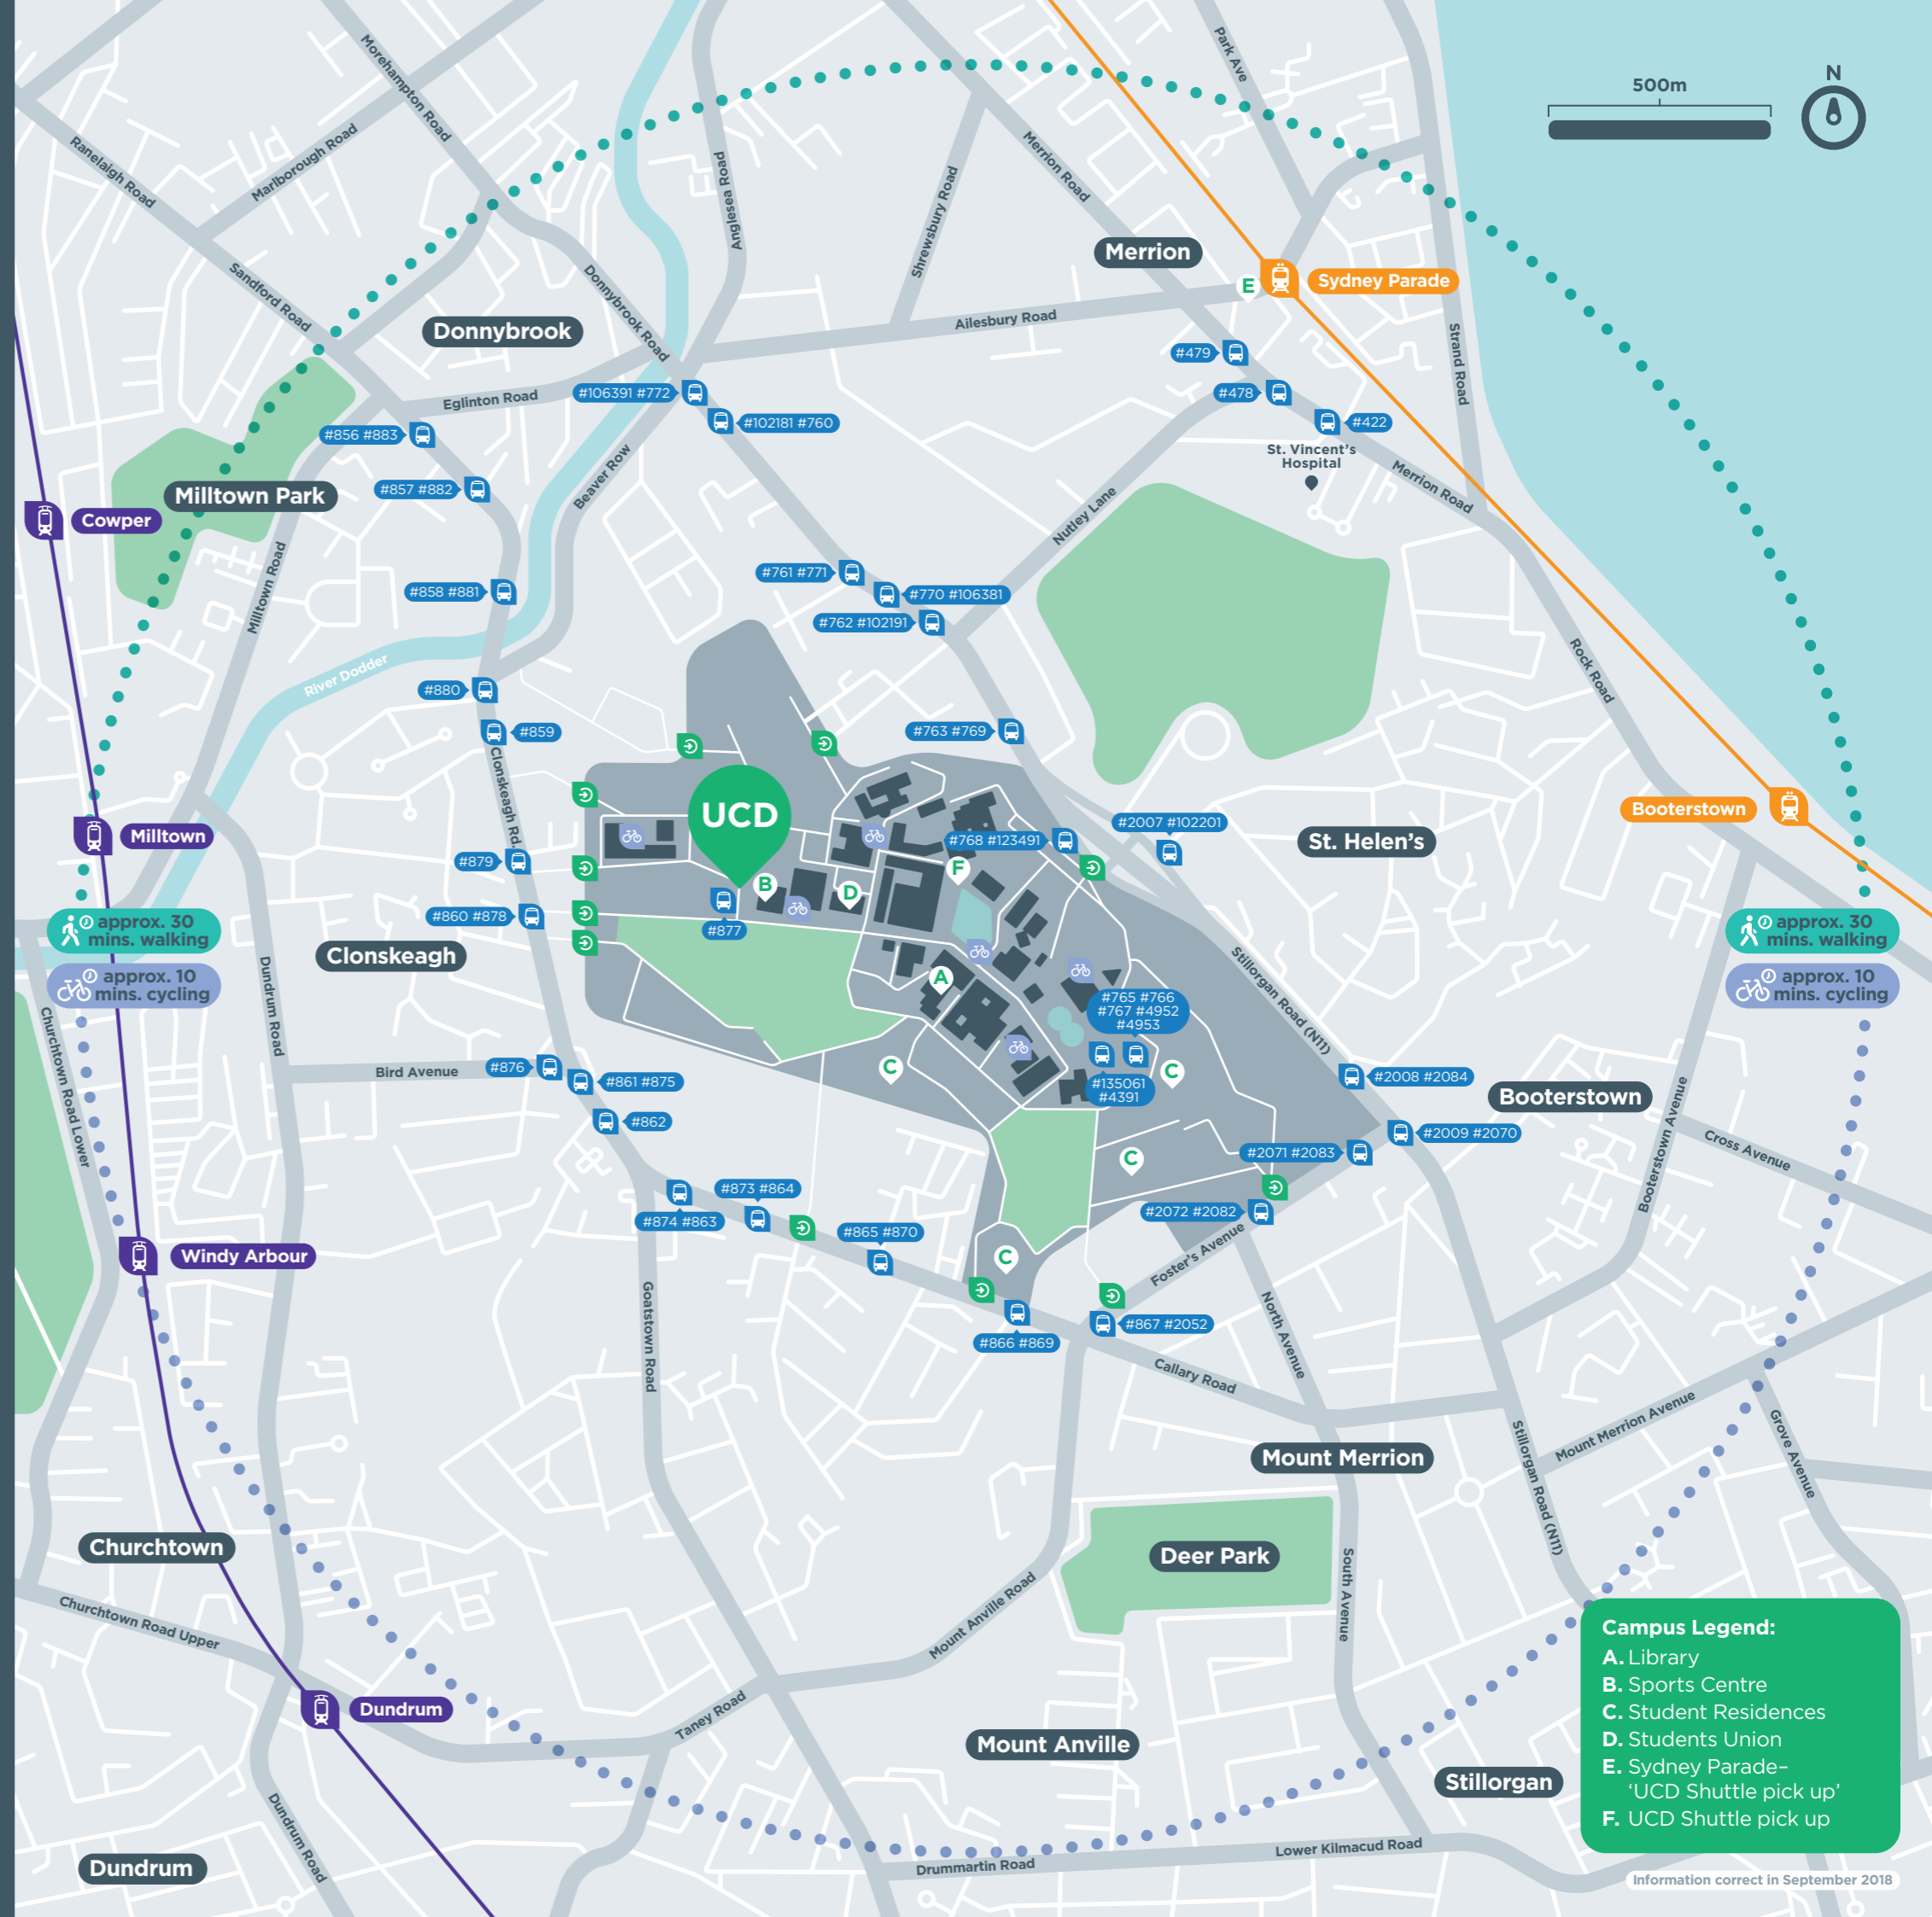 Park Ave
500m
N
Morehampton Road
Ranelaigh Road
Marlborough Road
Anglesea Road
Shrewsbury Road
Merrion Road
Merrion
E
Sydney Parade
Sandford Road
Donnybrook Road
Donnybrook
Ailesbury Road
Strand Road
#479
#478
#422
Eglinton Road
#106391 #772
#102181 #760
#856 #883
St. Vincent's
Hospital
Merrion Road
#857 #882
Beaver Row
Milltown Park
Cowper
Nutley Lane
Milltown Road
#858 #881
#761 #771
#770 #106381
#762 #102191
River Dodder
Rock Road
#880
#859
#763 #769
Clonskeagh Rd.
UCD
Milltown
#879
#768 #123491
#2007 #102201
St. Helen's
Booterstown
B
D
F
#860 #878
#877
approx. 30
mins. walking
approx. 10
mins. cycling
approx. 30
mins. walking
approx. 10
mins. cycling
Clonskeagh
Dundrum Road
Stillorgan Road (N11)
A
#765 #766
#767 #4952
#4953
Churchtown Road Lower
Bird Avenue
#876
#861 #875
C
C
#135061
#4391
#2008 #2084
Booterstown
#862
#2009 #2070
Booterstown Avenue
Cross Avenue
C
#2071 #2083
#873 #864
#874 #863
#865 #870
#2072 #2082
Windy Arbour
C
Foster's Avenue
Goatstown Road
#866 #869
#867 #2052
North Avenue
Callary Road
Mount Merrion Avenue
Grove Avenue
Stillorgan Road (N11)
Mount Merrion
Churchtown
Deer Park
South Avenue
Churchtown Road Upper
Mount Anville Road
Dundrum
Taney Road
Mount Anville
Stillorgan
Dundrum Road
Dundrum
Drummartin Road
Lower Kilmacud Road
Campus Legend:
A. Library
B. Sports Centre
C. Student Residences
D. Students Union
E. Sydney Parade–
‘UCD Shuttle pick up’
F. UCD Shuttle pick up
Information correct in September 2018